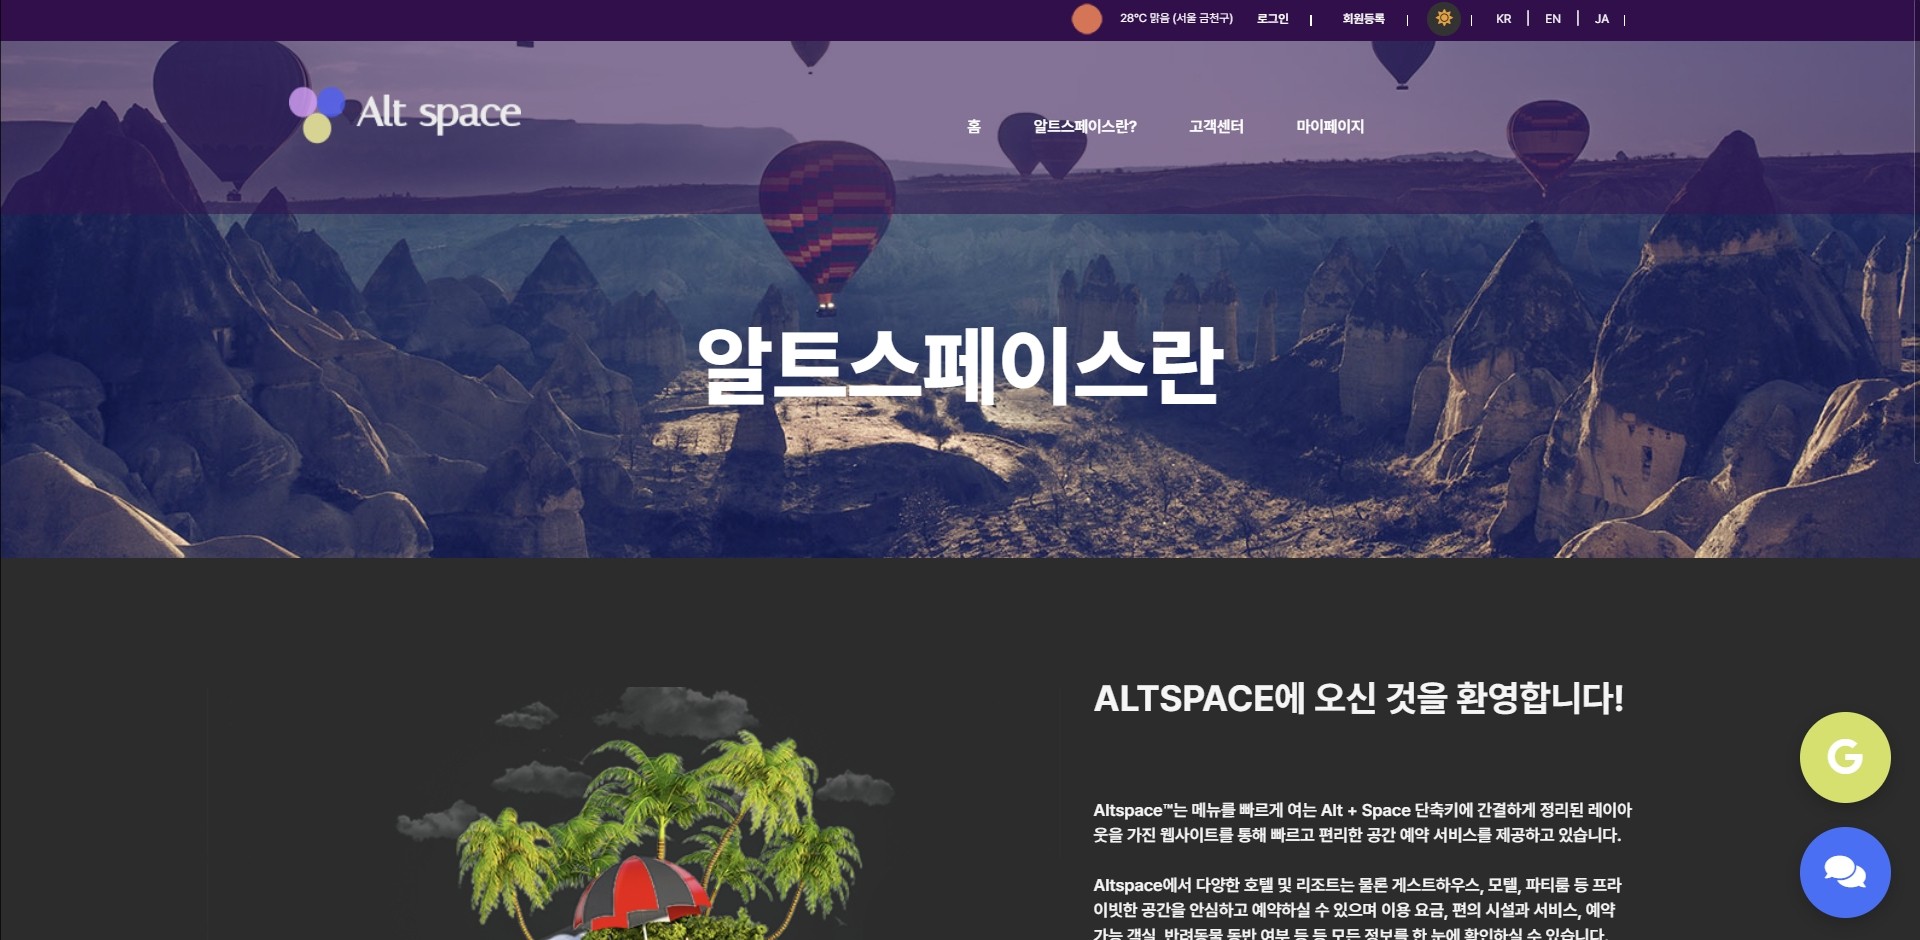 28°C 맑음 (서울 금천구) 로그인 | 회원등록 | | KR | EN | JA |
Alt space
홈 알트스페이스란? 고객센터 마이페이지
알트스페이스란
ALTSPACE에 오신 것을 환영합니다!
Altspace™는 메뉴를 빠르게 여는 Alt + Space 단축키에 간결하게 정리된 레이아
웃을 가진 웹사이트를 통해 빠르고 편리한 공간 예약 서비스를 제공하고 있습니다.
Altspace에서 다양한 호텔 및 리조트는 물론 게스트하우스, 모텔, 파티룸 등 프라
이빗한 공간을 안심하고 예약하실 수 있으며 이용 요금, 편의 시설과 서비스, 예약
가능 객실, 반려동물 동반 여부 등 등 모든 정보를 한 눈에 확인하실 수 있습니다.
G